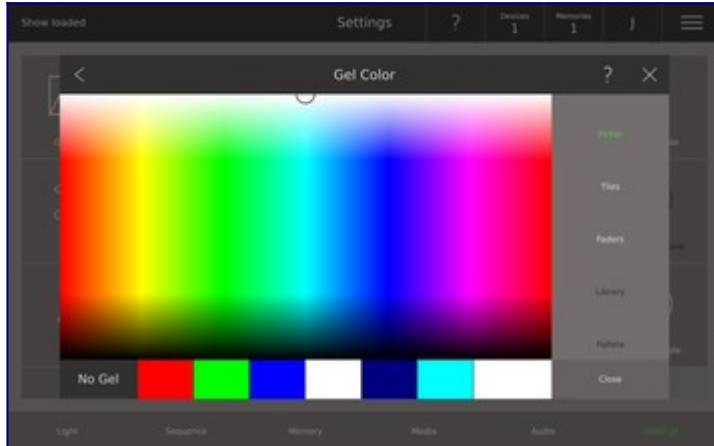 Show loaded
Settings
?
Devices
1
Memories
1
J
Gel Color
?
Picker
Tiles
Faders
Library
Palette
No Gel
Close
Light
Sequence
Memory
Media
Audio
Settings